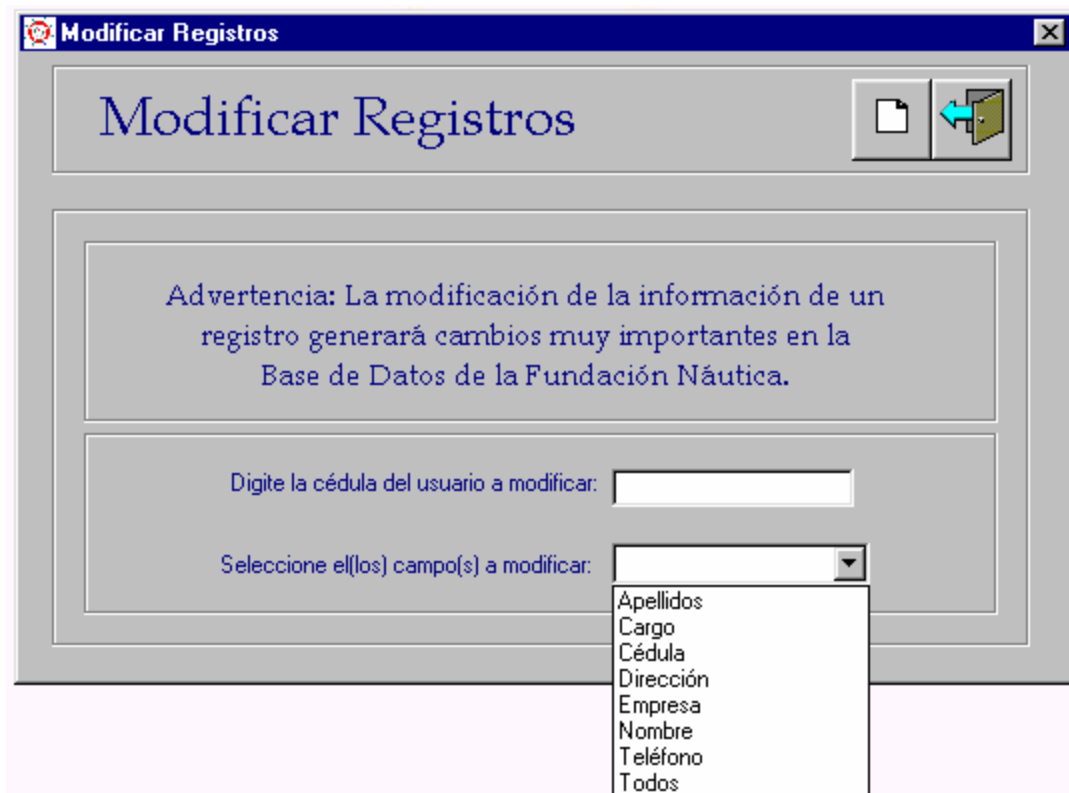 Modificar Registros
Modificar Registros
Advertencia: La modificación de la información de un
registro generará cambios muy importantes en la
Base de Datos de la Fundación Náutica.
Digite la cédula del usuario a modificar:
Seleccione el(los) campo(s) a modificar:
Apellidos
Cargo
Cédula
Dirección
Empresa
Nombre
Teléfono
Todos